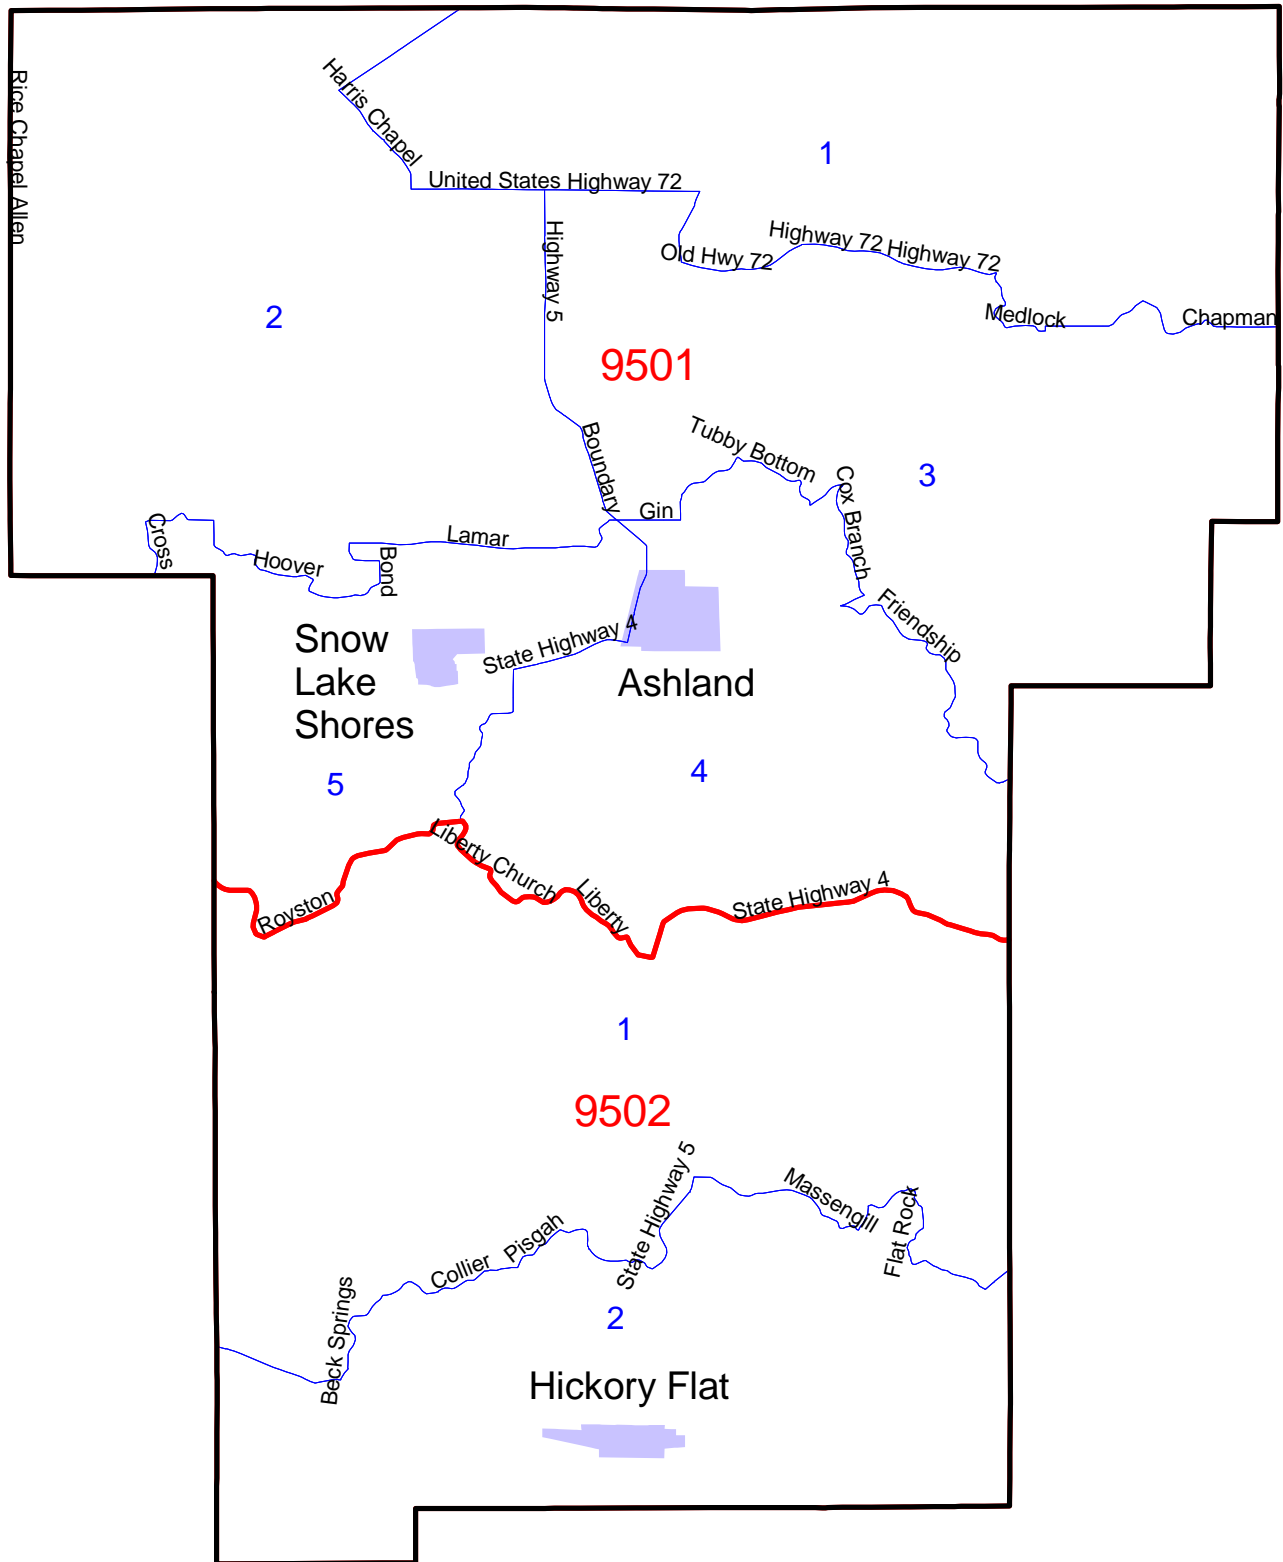 Rice Chapel Allen
Harris Chapel
1
United States Highway 72
Highway 5
Old Hwy 72
Highway 72
Highway 72
Medlock
Chapman
2
9501
Boundary
Tubby Bottom
Cox Branch
3
Gin
Lamar
Cross
Hoover
Bond
Friendship
Snow
Lake
Shores
State Highway 4
Ashland
5
4
Liberty Church
Liberty
Royston
State Highway 4
1
9502
State Highway 5
Massengill
Flat Rock
Pisgah
Collier
Beck Springs
2
Hickory Flat